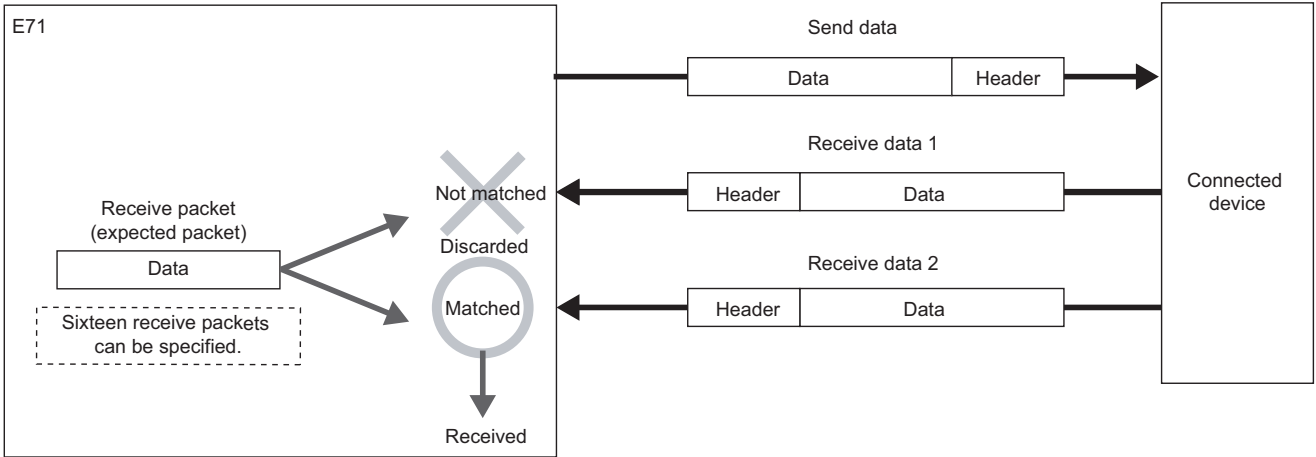 E71
Send data
Data
Header
Receive data 1
Header
Data
Not matched
Discarded
Receive packet
(expected packet)
Data
Sixteen receive packets
can be specified.
Receive data 2
Header
Data
Matched
Received
Connected
device